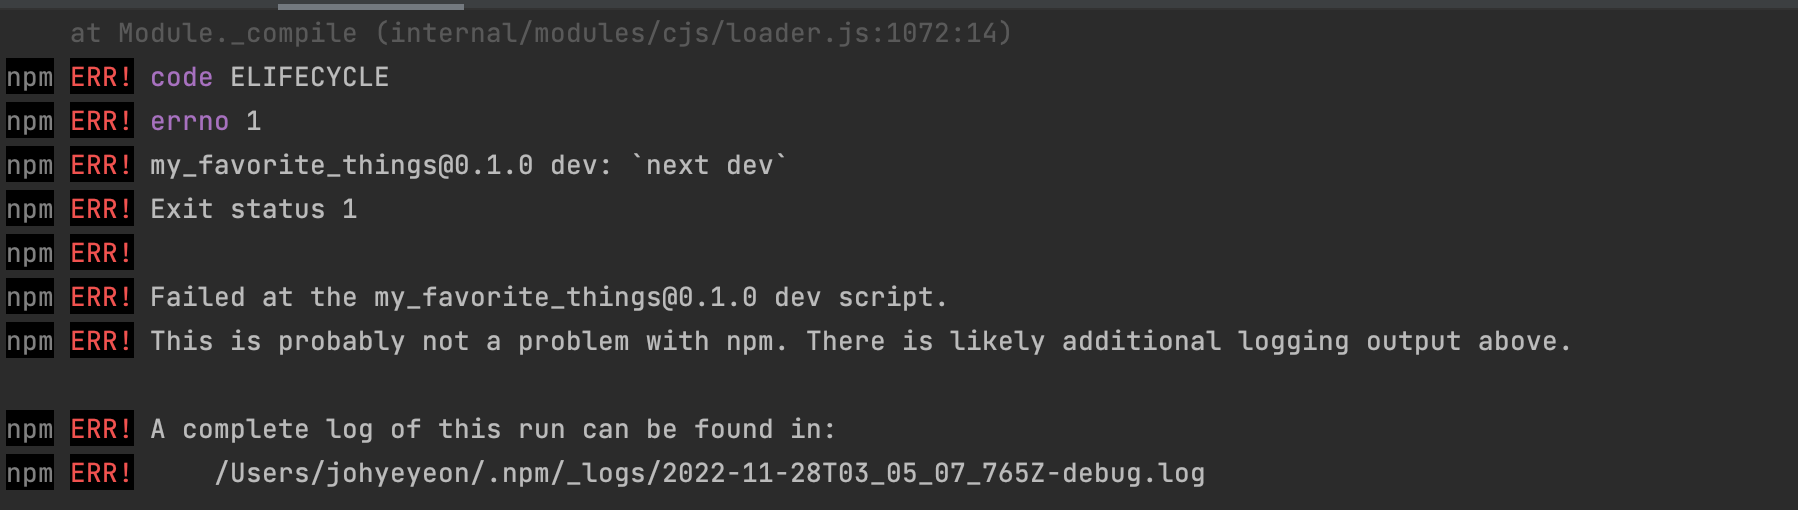 at Module._compile (internal/modules/cjs/loader.js:1072:14)
npm ERR! code ELIFECYCLE
npm ERR! errno 1
npm ERR! my_favorite_things@0.1.0 dev: `next dev`
npm ERR! Exit status 1
npm ERR!
npm ERR! Failed at the my_favorite_things@0.1.0 dev script.
npm ERR! This is probably not a problem with npm. There is likely additional logging output above.
npm ERR! A complete log of this run can be found in:
npm ERR!     /Users/johyeyeon/.npm/_logs/2022-11-28T03_05_07_765Z-debug.log